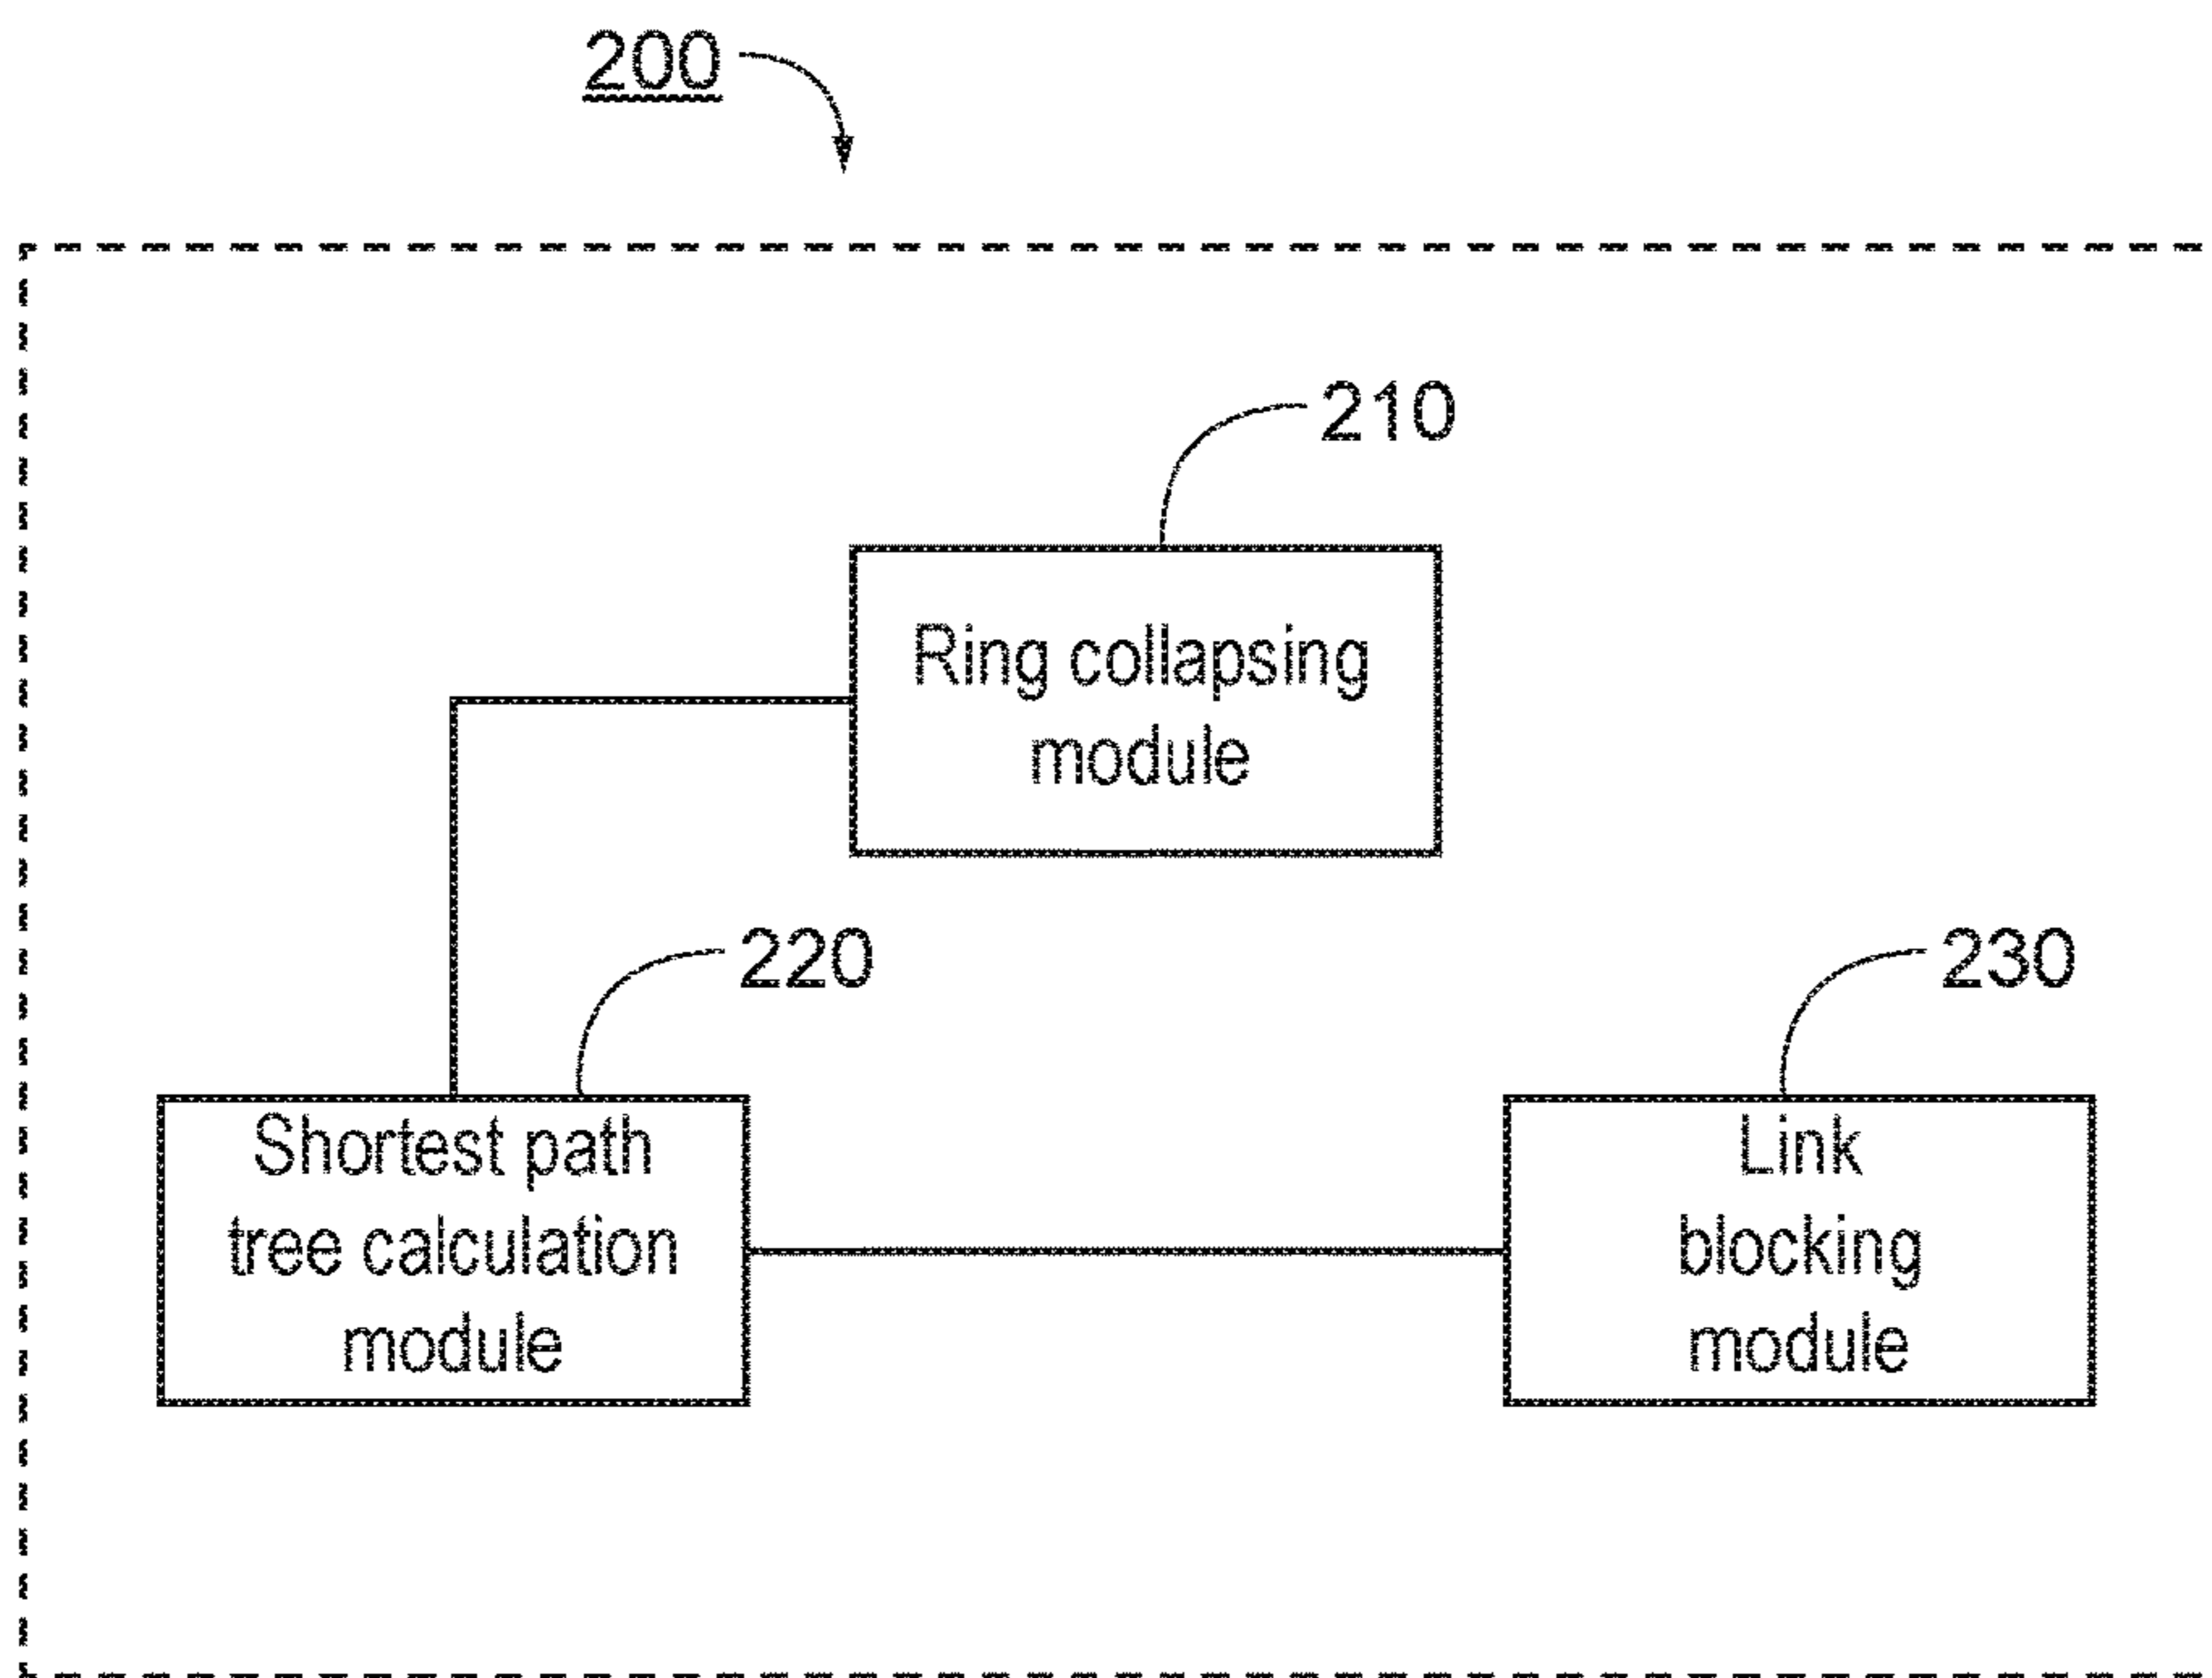 200
210
Ring collapsing
module
220
230
Shortest path
tree calculation
module
Link
blocking
module